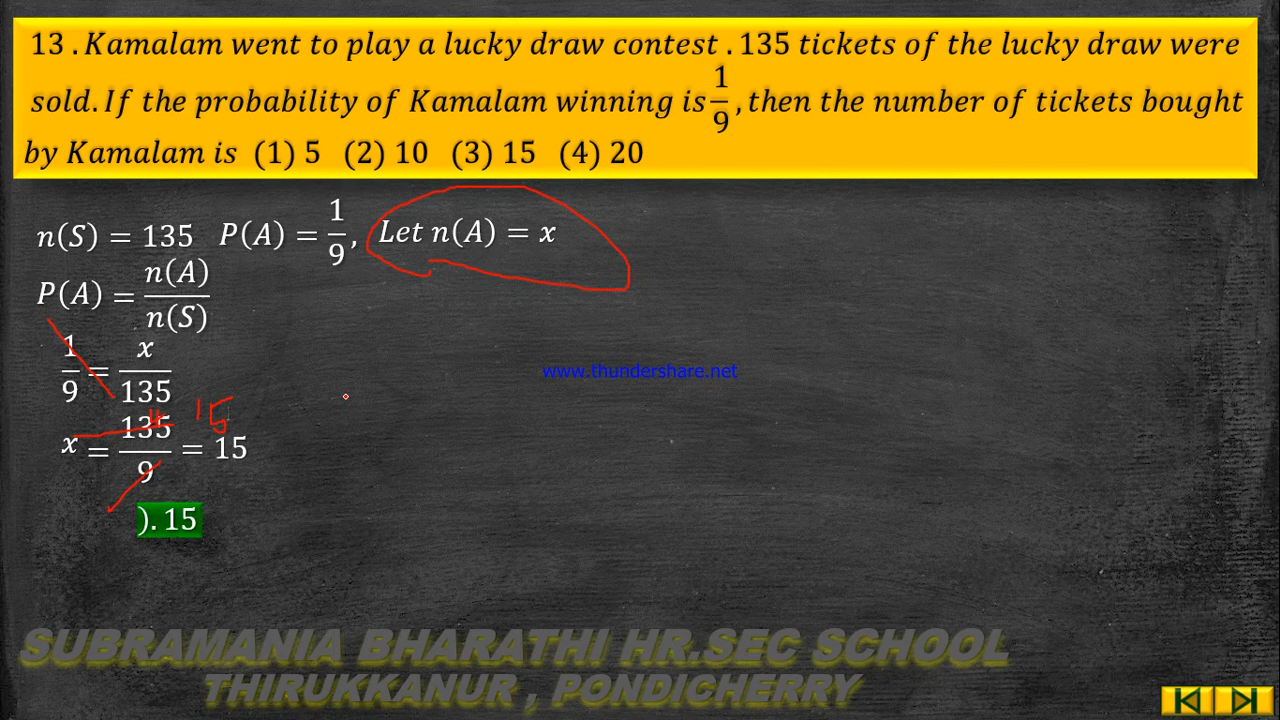 13 . Kamalam went to play a lucky draw contest . 135 tickets of the lucky draw were
sold. If the probability of Kamalam winning is 1/9 , then the number of tickets bought
by Kamalam is (1) 5 (2) 10 (3) 15 (4) 20
n(S) = 135 P(A) = 1/9, Let n(A) = x
P(A) = n(A)/n(S)
1/9 = x/135
15
x = 135/9 = 15
). 15
www.thundershare.net
SUBRAMANIA BHARATHI HR.SEC SCHOOL
THIRUKKANUR , PONDICHERRY